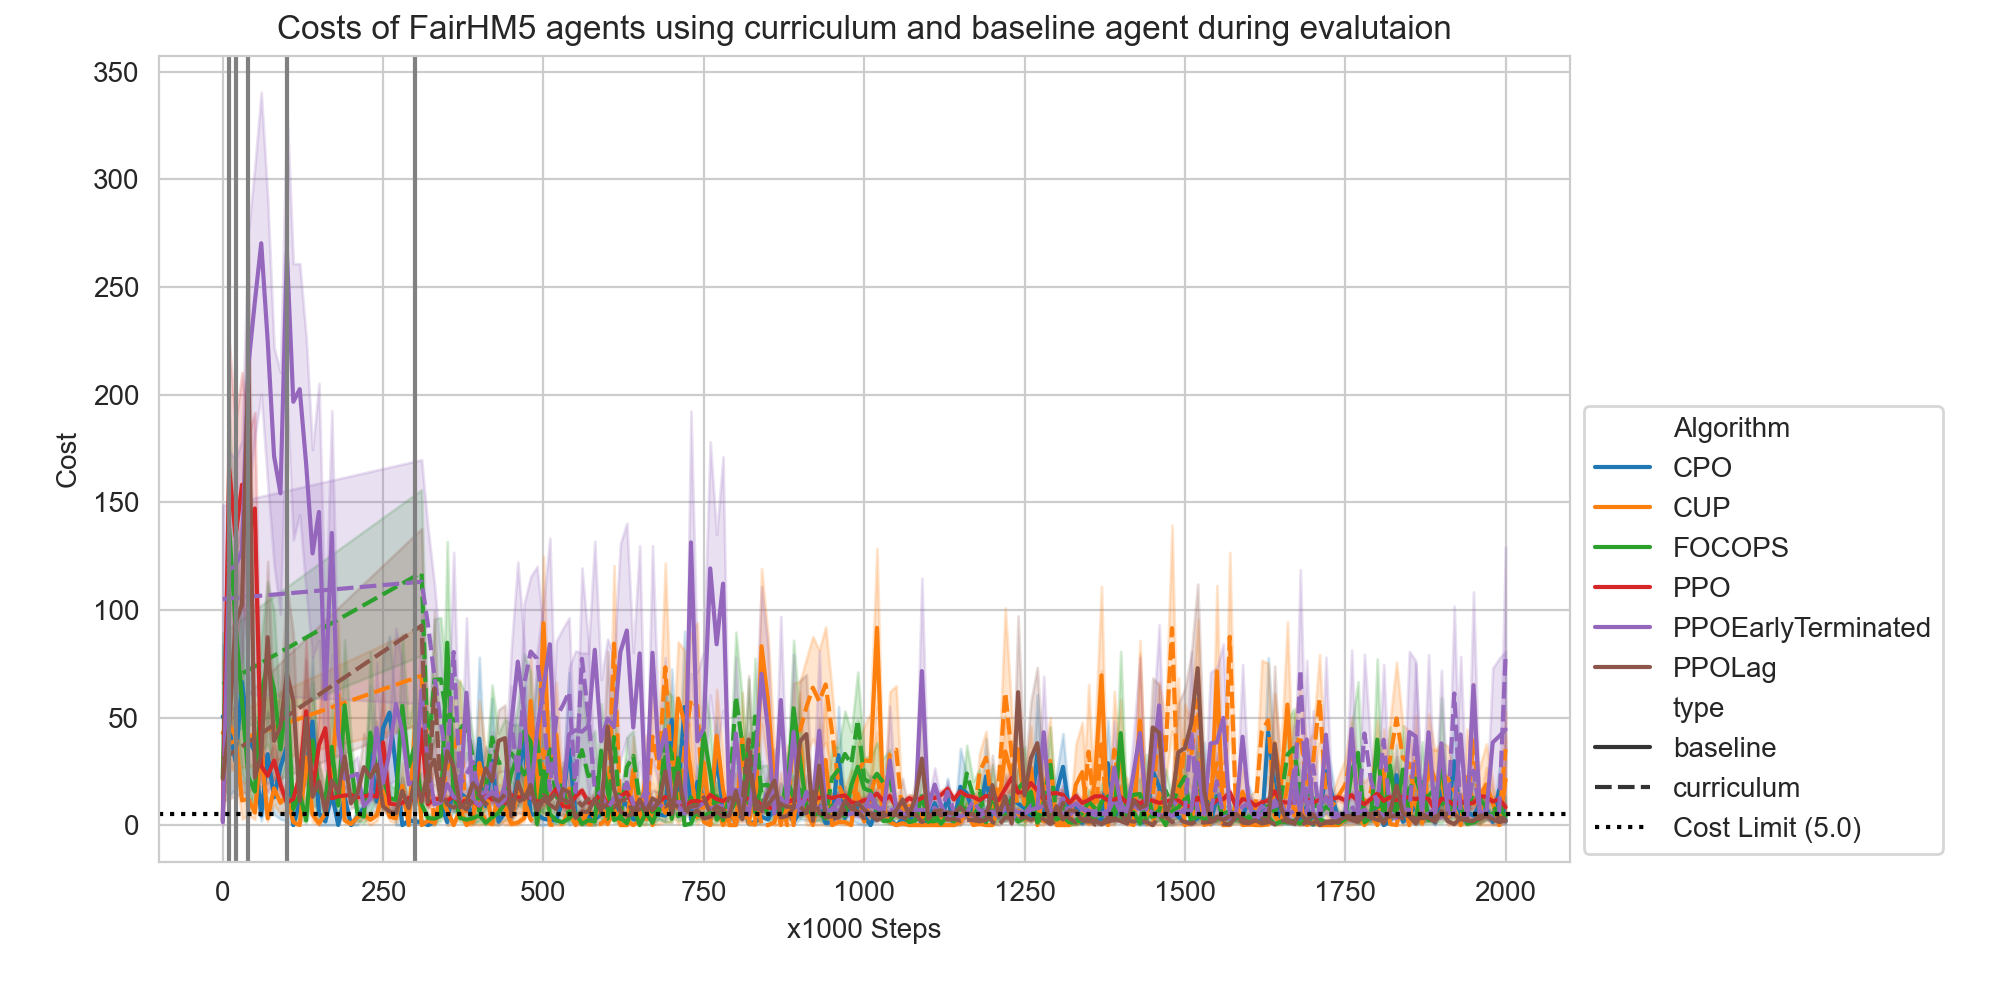 Costs of FairHM5 agents using curriculum and baseline agent during evalutaion
350
300
250
200
150
100
50
0
Cost
0 250 500 750 1000 1250 1500 1750 2000
x1000 Steps
Algorithm
CPO
CUP
FOCOPS
PPO
PPOEarlyTerminated
PPOLag
type
baseline
curriculum
Cost Limit (5.0)